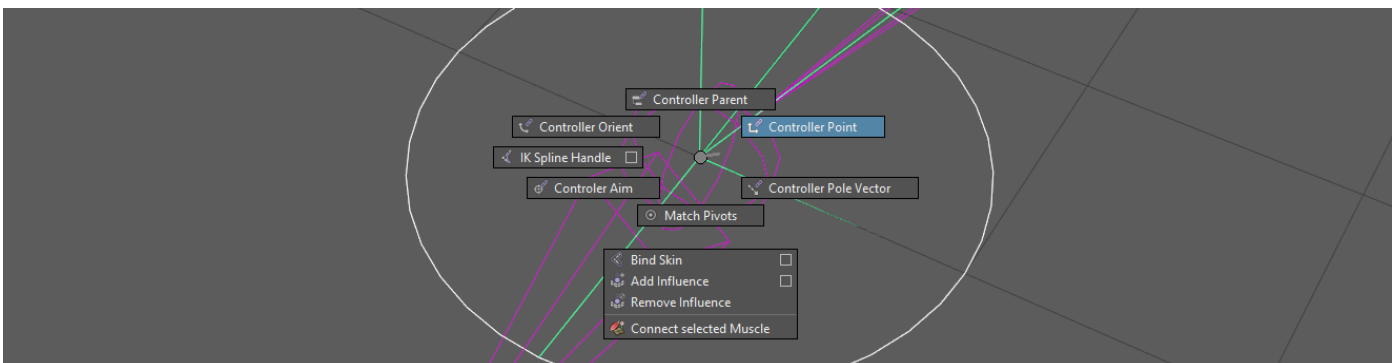 Controller Parent
Controller Orient
Controller Point
IK Spline Handle
Controler Aim
Controller Pole Vector
Match Pivots
Bind Skin
Add Influence
Remove Influence
Connect selected Muscle